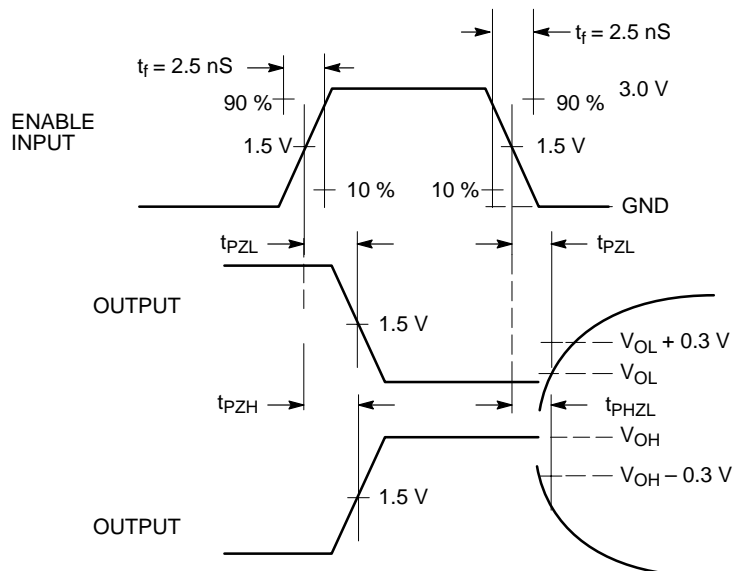 t_f = 2.5 nS
t_f = 2.5 nS
90 %
90 %
3.0 V
ENABLE
INPUT
1.5 V
1.5 V
10 %
10 %
GND
t_PZL
t_PZL
OUTPUT
1.5 V
V_OL + 0.3 V
V_OL
t_PZH
t_PHZL
V_OH
V_OH – 0.3 V
1.5 V
OUTPUT